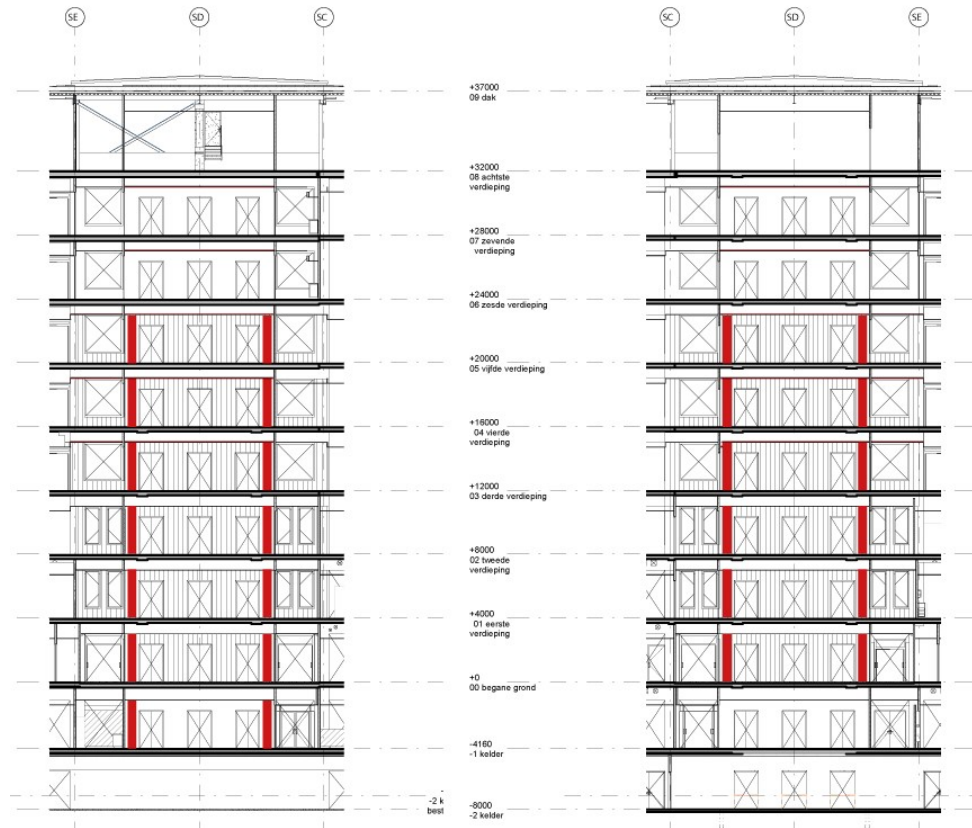 SE
SD
SC
SC
SD
SE
+37000
09 dak
+32000
08 achtste
verdieping
+28000
07 zevende
verdieping
+24000
06 zesde verdieping
+20000
05 vijfde verdieping
+16000
04 vierde
verdieping
+12000
03 derde verdieping
+8000
02 tweede
verdieping
+4000
01 eerste
verdieping
+0
00 begane grond
-4160
-1 kelder
-2 k
best
-8000
-2 kelder